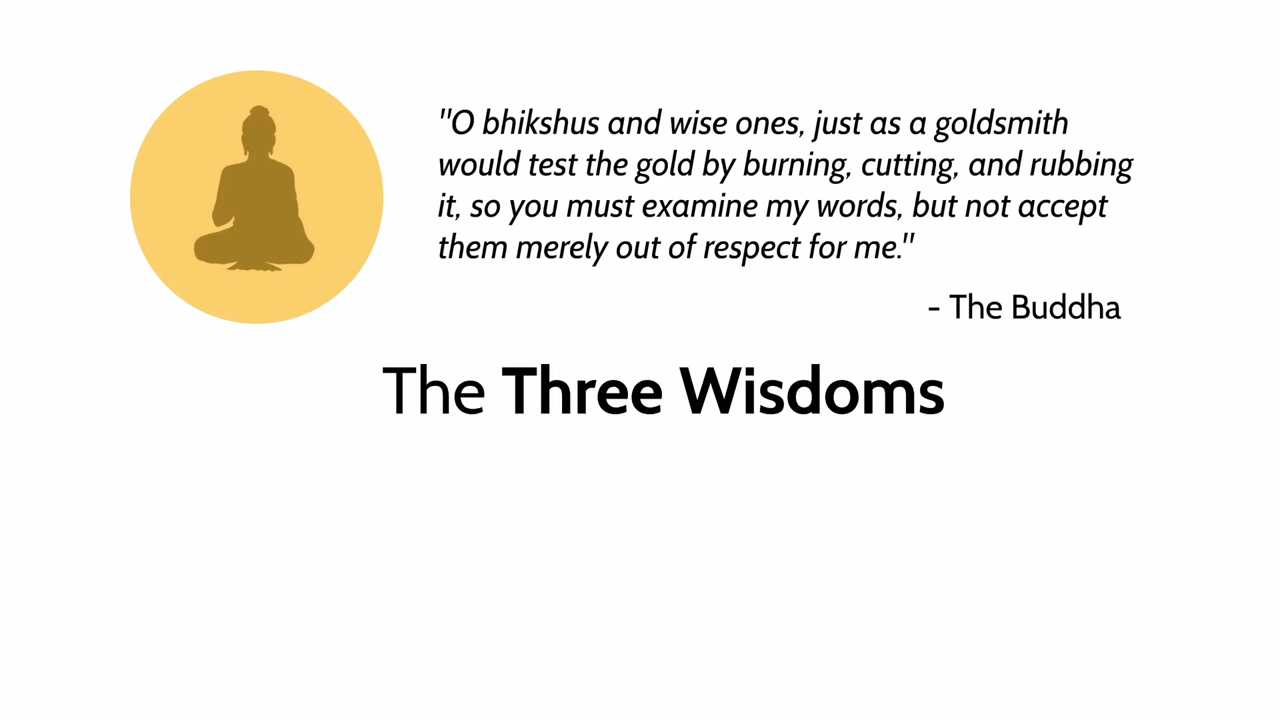 "O bhikshus and wise ones, just as a goldsmith
would test the gold by burning, cutting, and rubbing
it, so you must examine my words, but not accept
them merely out of respect for me."
- The Buddha
The Three Wisdoms